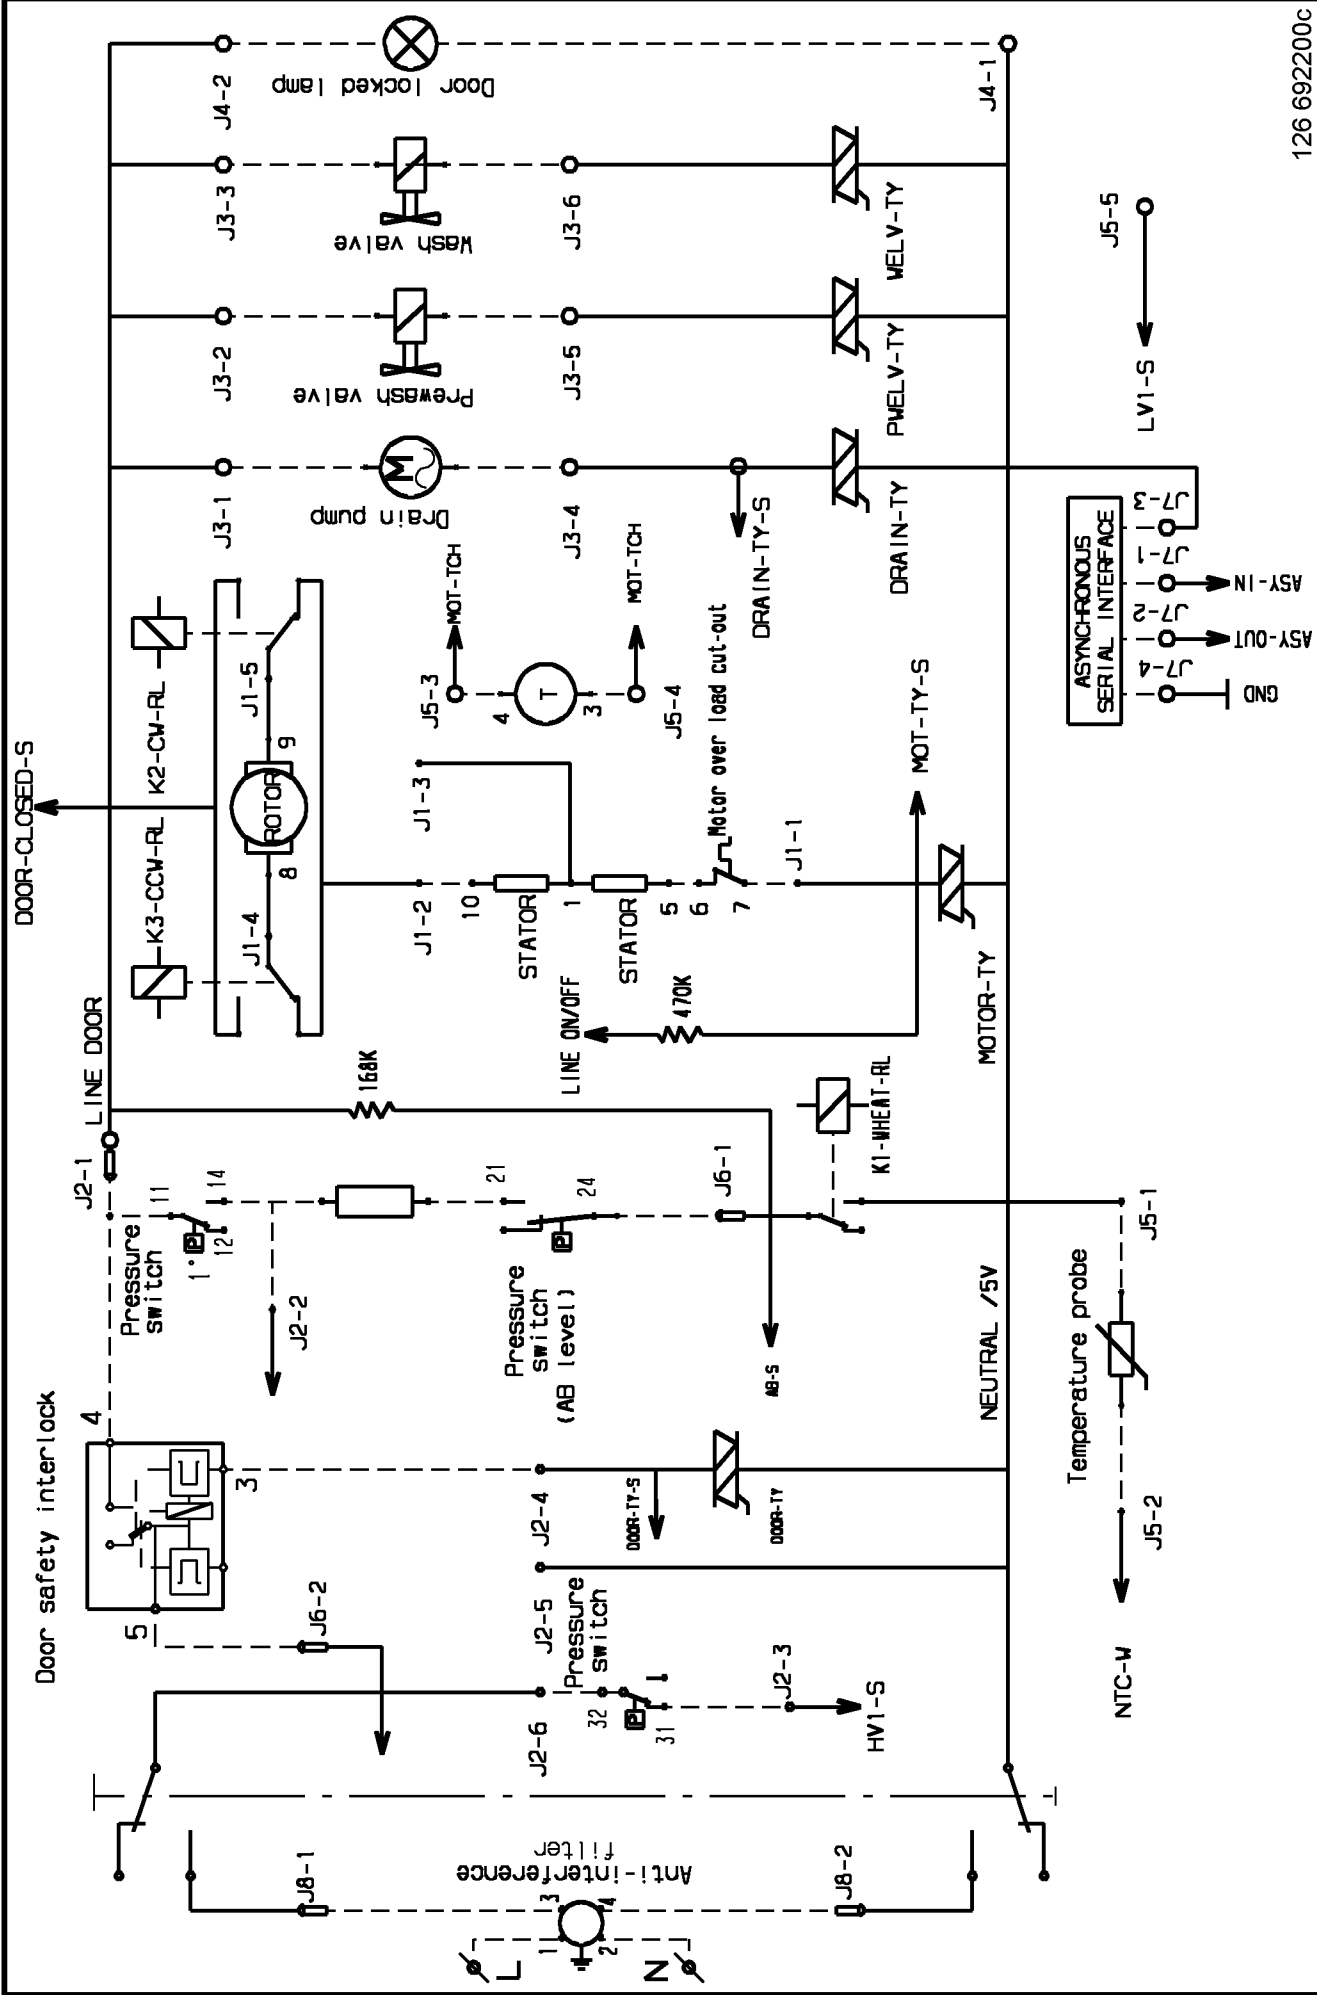 126 692200c
J4-2
Door locked lamp
J4-1
J3-3
Wash valve
J3-6
WELV-TY
J5-5
LV1-S
J3-2
Prewash valve
J3-5
PWELV-TY
J3-1
Drain pump
M
J3-4
DRAIN-TY-S
DRAIN-TY
ASYNCHRONOUS
SERIAL INTERFACE
J7-3
J7-1
J7-2
J7-4
ASY-IN
ASY-OUT
GND
DOOR-CLOSED-S
K2-CW-RL
K3-CCW-RL
J1-5
9
ROTOR
8
J1-4
MOT-TCH
MOT-TCH
J5-3
4
T
3
J5-4
J1-3
J1-2
10
STATOR
1
STATOR
5
6
7
Motor over load cut-out
J1-1
MOT-TY-S
MOTOR-TY
LINE ON/OFF
470K
LINE DOOR
168K
J2-1
K1-WHEAT-RL
Pressure
switch
11
14
12
1°
P
J2-2
21
24
P
Pressure
switch
(AB level)
J6-1
AB-S
NEUTRAL /5V
J5-1
Temperature probe
J5-2
NTC-W
Door safety interlock
4
3
5
J6-2
J2-4
DOOR-TY-S
DOOR-TY
J2-5
Pressure
switch
J2-6
32
P
31
J2-3
HV1-S
J8-1
Anti-interference
filter
J8-2
3
4
1
2
L
N